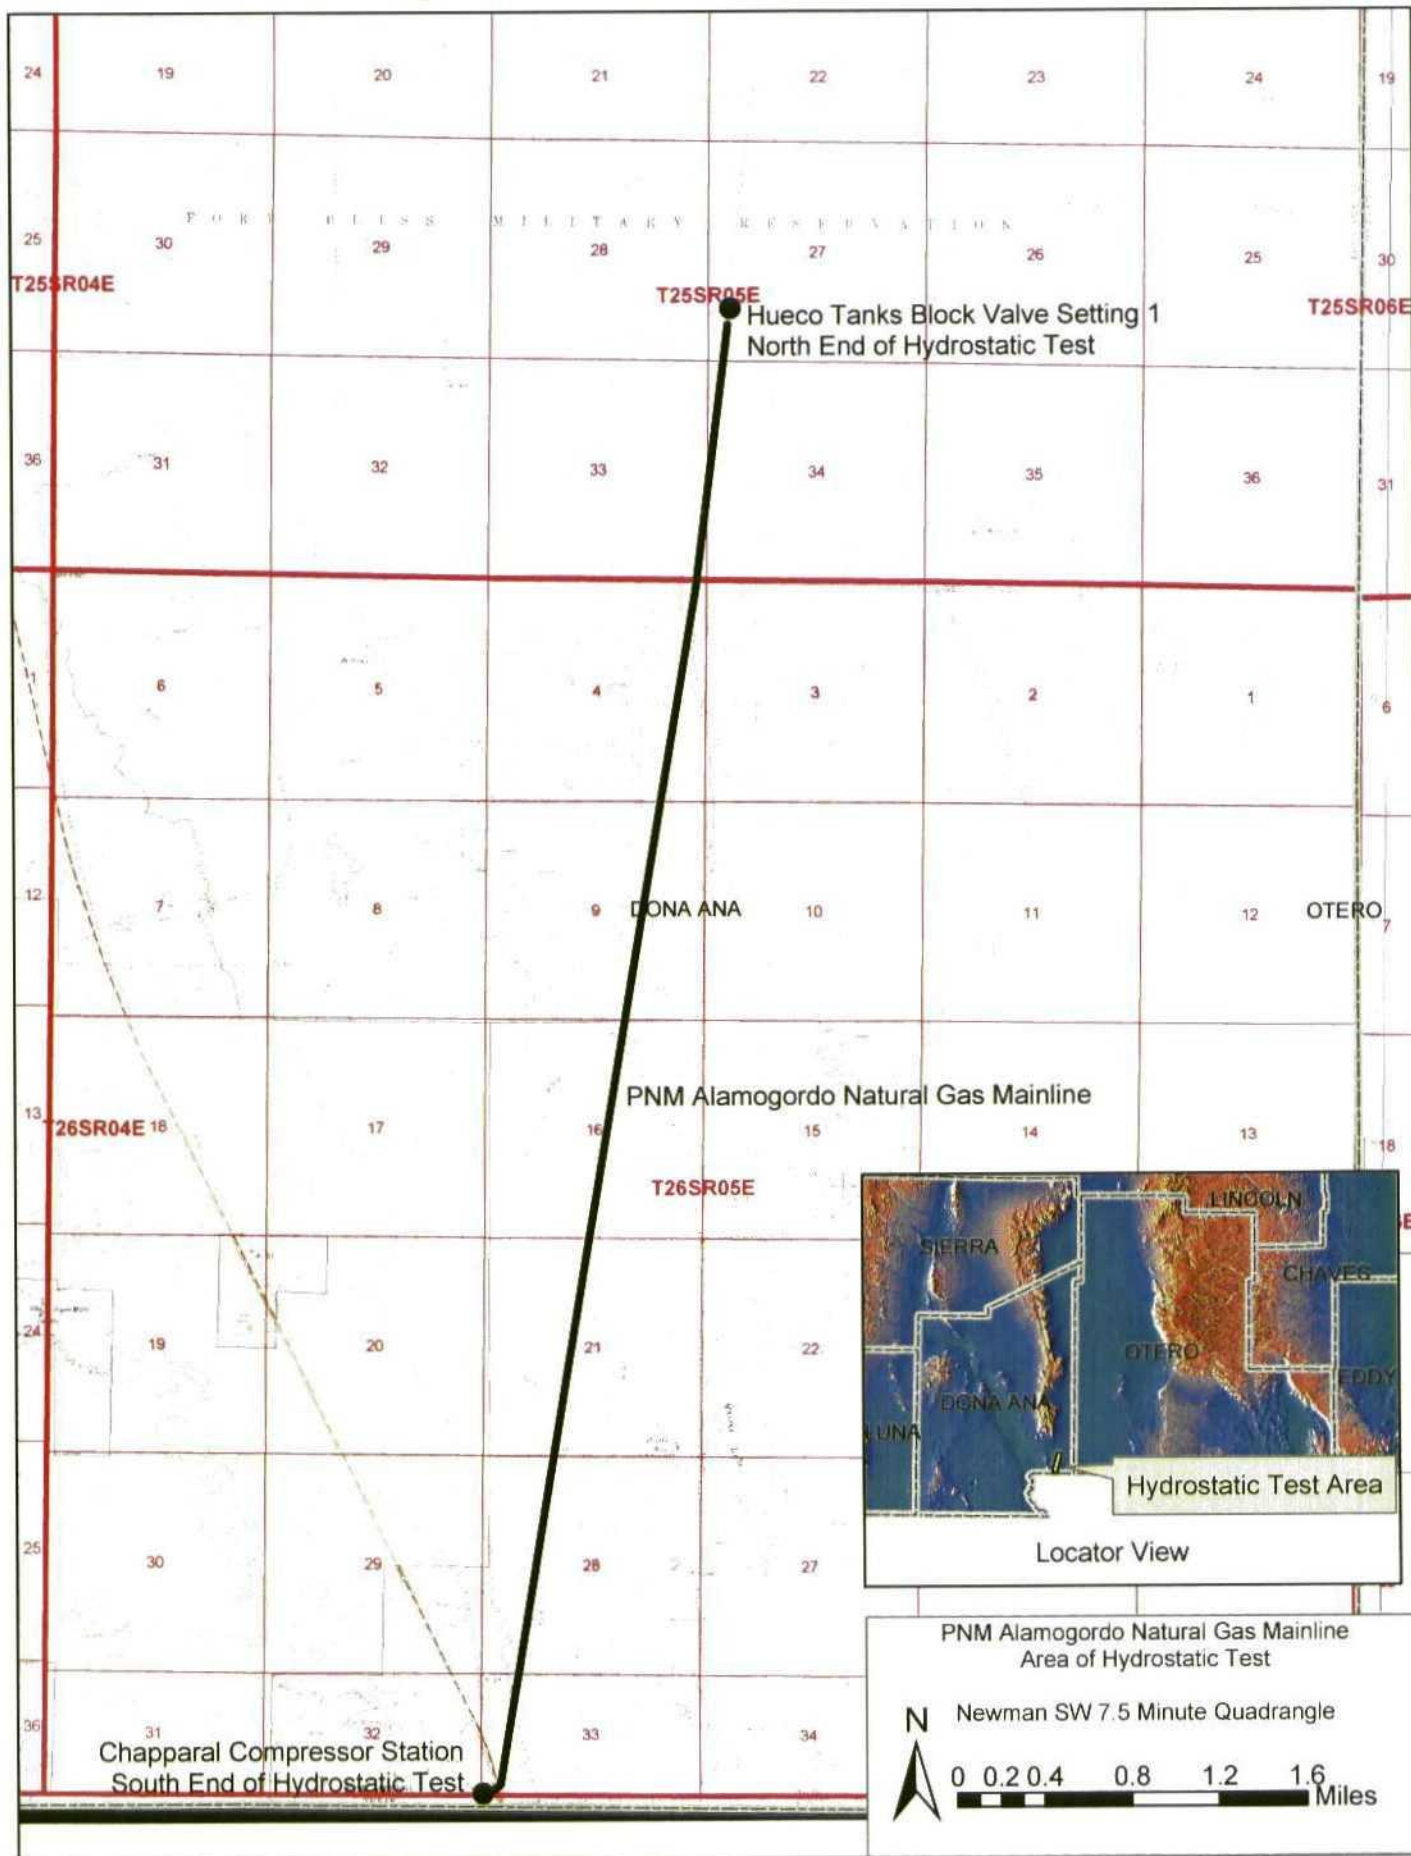 24 19 20 21 22 23 24 19
FORT BLISS MILITARY RESERVATION
25 30 29 28 27 26 25 30
T25SR04E T25SR05E T25SR06E
Hueco Tanks Block Valve Setting 1
North End of Hydrostatic Test
36 31 32 33 34 35 36 31
1 6 5 4 3 2 1 6
12 7 8 9 DONA ANA 10 11 12 OTERO 7
PNM Alamogordo Natural Gas Mainline
13 T26SR04E 18 17 16 15 14 13 18
T26SR05E
24 19 20 21 22
25 30 29 28 27
36 31 32 33 34
Chapparal Compressor Station
South End of Hydrostatic Test
LINCOLN
SIERRA
CHAVES
OTERO
EDDY
DONA ANA
LUNA
Hydrostatic Test Area
Locator View
PNM Alamogordo Natural Gas Mainline
Area of Hydrostatic Test
N
Newman SW 7.5 Minute Quadrangle
0 0.2 0.4 0.8 1.2 1.6
Miles